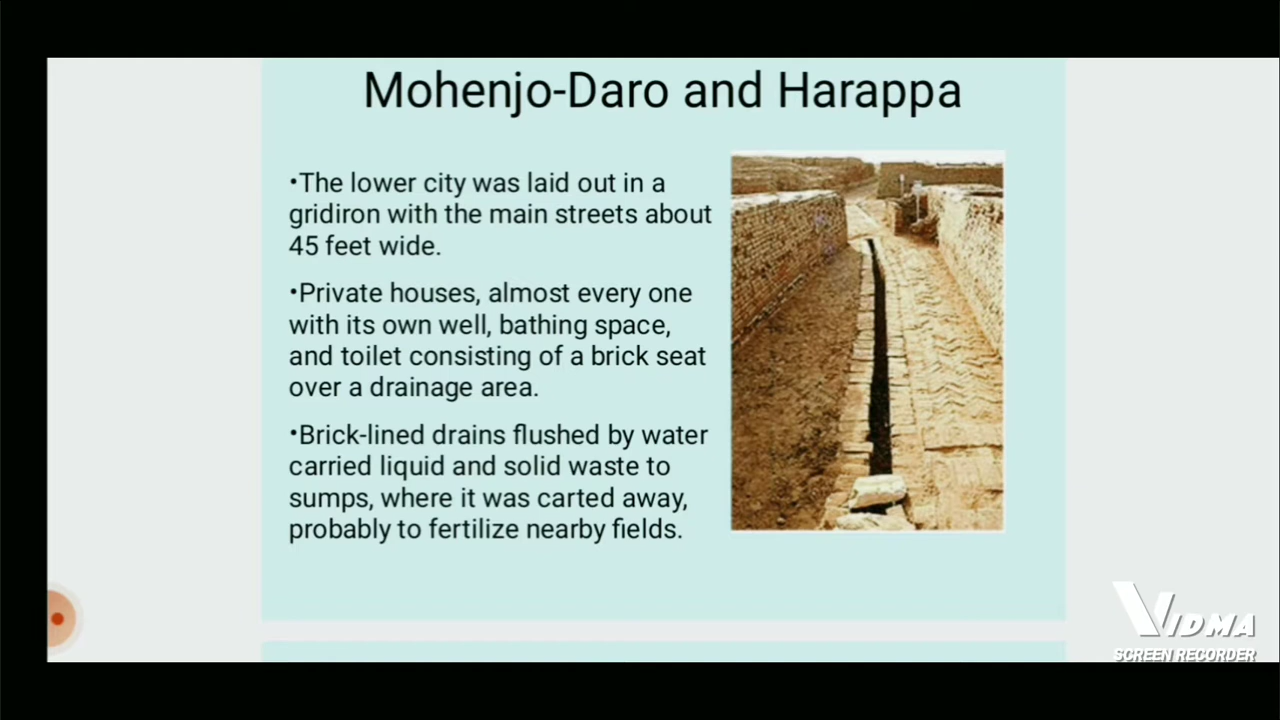 Mohenjo-Daro and Harappa
•The lower city was laid out in a
gridiron with the main streets about
45 feet wide.
•Private houses, almost every one
with its own well, bathing space,
and toilet consisting of a brick seat
over a drainage area.
•Brick-lined drains flushed by water
carried liquid and solid waste to
sumps, where it was carted away,
probably to fertilize nearby fields.
VIDMA
SCREEN RECORDER